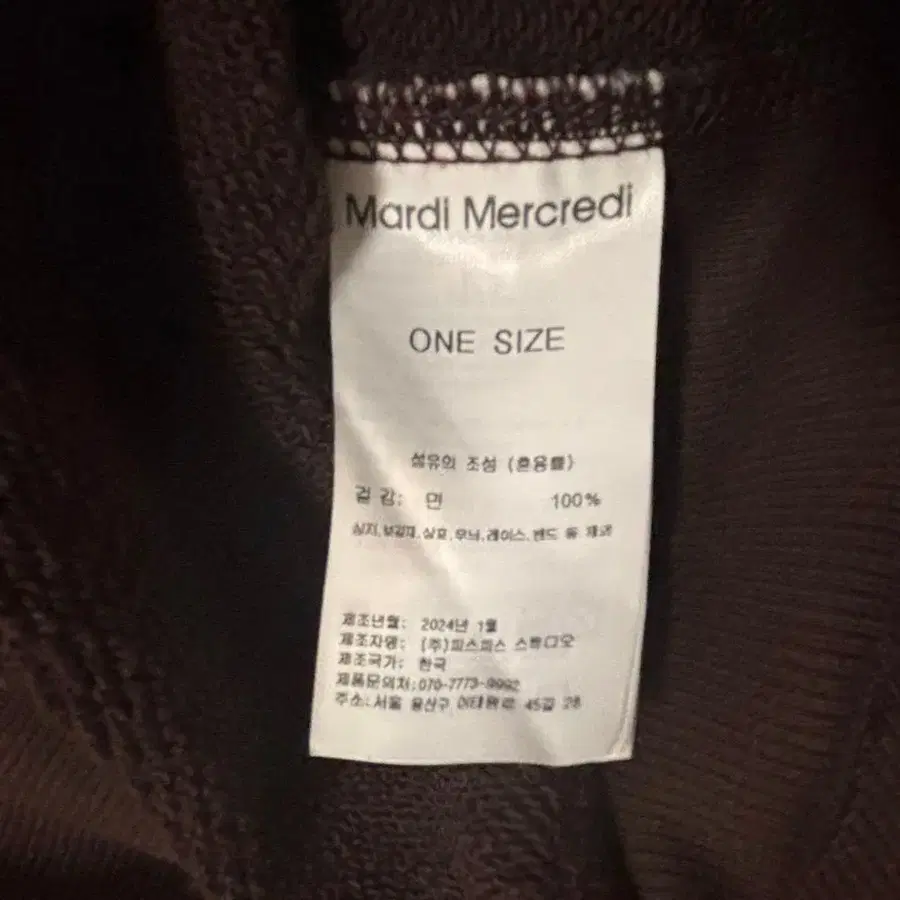 Mardi Mercredi
ONE SIZE
섬유의 조성 (혼용률)
겉 감: 면 100%
심지,보강재,상표,무늬,레이스,밴드 등 제외
제조년월: 2024년 1월
제조자명: (주)피스피스 스튜디오
제조국가: 한국
제품문의처:070-7773-9992
주소:서울 용산구 이태원로 45길 28